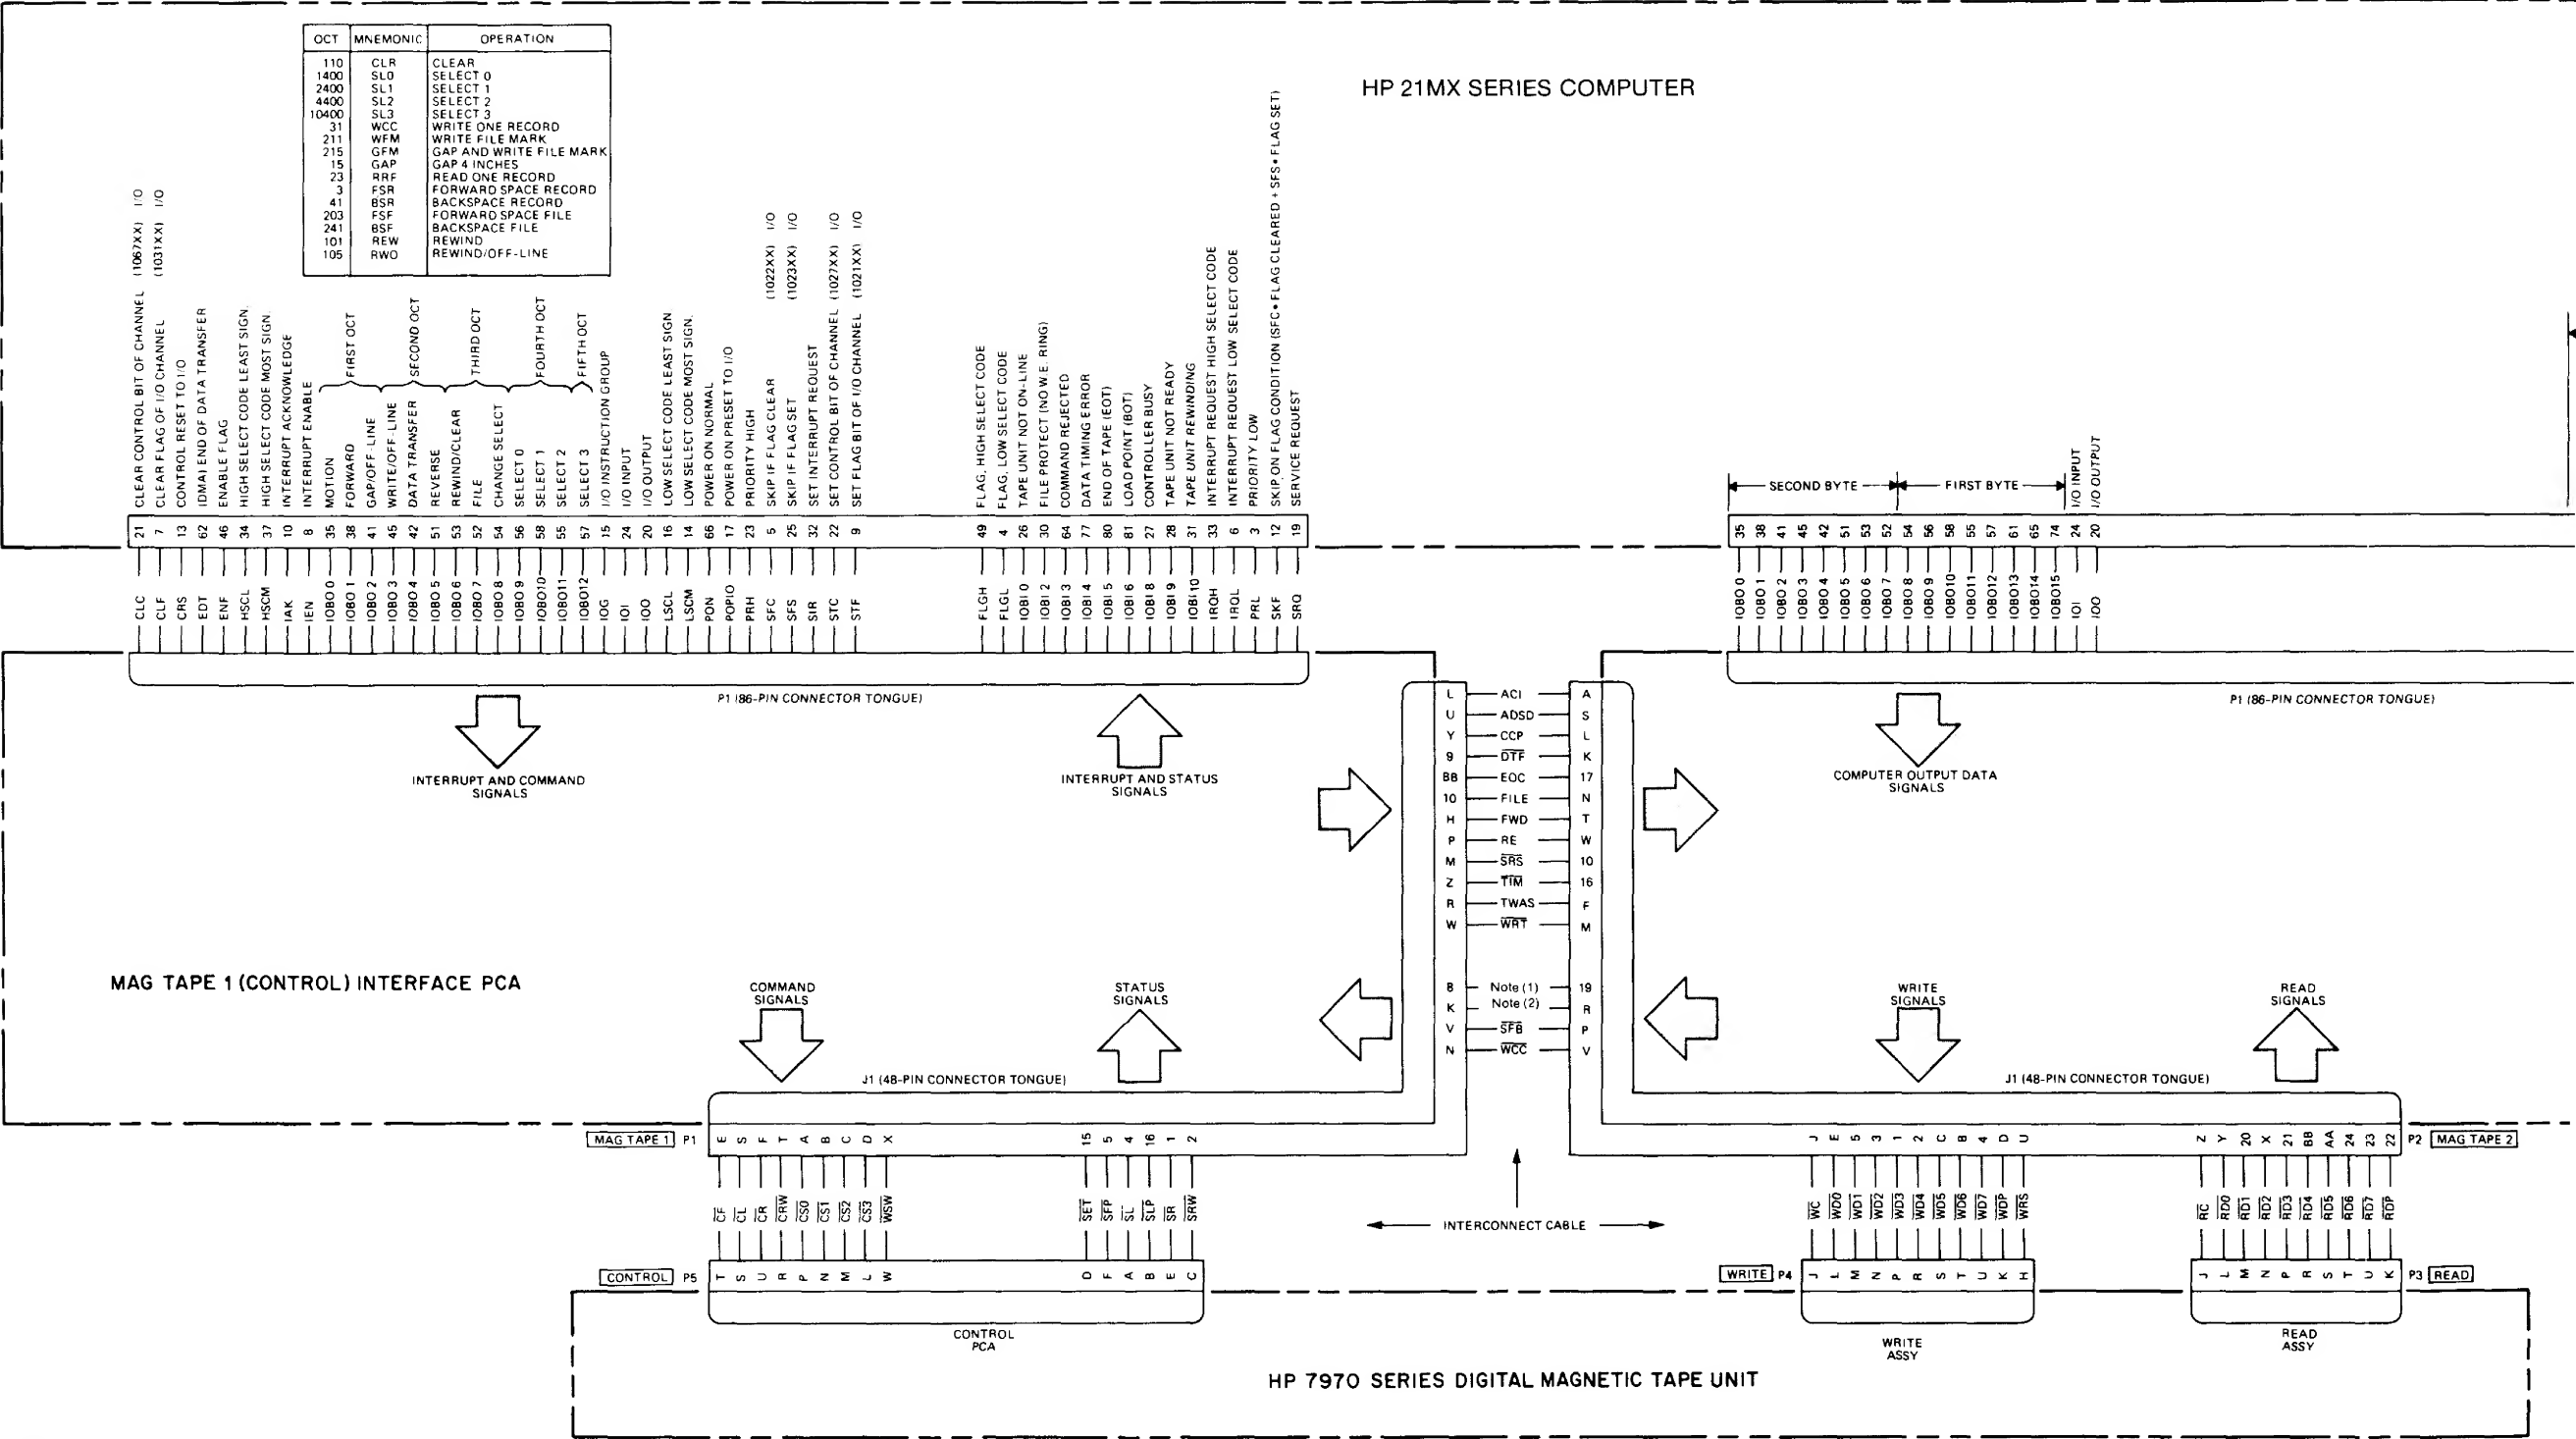 OCT MNEMONIC OPERATION
110 CLR CLEAR
1400 SL0 SELECT 0
2400 SL1 SELECT 1
4400 SL2 SELECT 2
10400 SL3 SELECT 3
31 WCC WRITE ONE RECORD
211 WFM WRITE FILE MARK
215 GFM GAP AND WRITE FILE MARK
15 GAP GAP 4 INCHES
23 RRF READ ONE RECORD
3 FSR FORWARD SPACE RECORD
41 BSR BACKSPACE RECORD
203 FSF FORWARD SPACE FILE
241 BSF BACKSPACE FILE
101 REW REWIND
105 RWO REWIND/OFF-LINE
HP 21MX SERIES COMPUTER
CLEAR CONTROL BIT OF CHANNEL (1067XX) I/O
CLEAR FLAG OF I/O CHANNEL (1031XX) I/O
CONTROL RESET TO I/O
(DMA) END OF DATA TRANSFER
ENABLE FLAG
HIGH SELECT CODE LEAST SIGN.
HIGH SELECT CODE MOST SIGN.
INTERRUPT ACKNOWLEDGE
INTERRUPT ENABLE
MOTION
FORWARD
GAP/OFF-LINE
WRITE/OFF-LINE
DATA TRANSFER
REVERSE
REWIND/CLEAR
FILE
CHANGE SELECT
SELECT 0
SELECT 1
SELECT 2
SELECT 3
FIRST OCT
SECOND OCT
THIRD OCT
FOURTH OCT
FIFTH OCT
I/O INSTRUCTION GROUP
I/O INPUT
I/O OUTPUT
LOW SELECT CODE LEAST SIGN
LOW SELECT CODE MOST SIGN.
POWER ON NORMAL
POWER ON PRESET TO I/O
PRIORITY HIGH
SKIP IF FLAG CLEAR (1022XX) I/O
SKIP IF FLAG SET (1023XX) I/O
SET INTERRUPT REQUEST
SET CONTROL BIT OF CHANNEL (1027XX) I/O
SET FLAG BIT OF I/O CHANNEL (1021XX) I/O
FLAG, HIGH SELECT CODE
FLAG, LOW SELECT CODE
TAPE UNIT NOT ON-LINE
FILE PROTECT (NO W.E. RING)
COMMAND REJECTED
DATA TIMING ERROR
END OF TAPE (EOT)
LOAD POINT (BOT)
CONTROLLER BUSY
TAPE UNIT NOT READY
TAPE UNIT REWINDING
INTERRUPT REQUEST HIGH SELECT CODE
INTERRUPT REQUEST LOW SELECT CODE
PRIORITY LOW
SKIP ON FLAG CONDITION (SFC • FLAG CLEARED + SFS • FLAG SET)
SERVICE REQUEST
SECOND BYTE FIRST BYTE
I/O INPUT
I/O OUTPUT
21 7 13 62 46 34 37 10 8 35 38 41 45 42 51 53 52 54 56 58 55 57 15 24 20 16 14 66 17 23 5 25 32 22 9
49 4 26 30 64 77 80 81 27 28 31 33 6 3 12 19
35 38 41 45 42 51 53 52 54 56 58 55 57 61 65 74 24 20
CLC CLF CRS EDT ENF HSCL HSCM IAK IEN IOBO 0 IOBO 1 IOBO 2 IOBO 3 IOBO 4 IOBO 5 IOBO 6 IOBO 7 IOBO 8 IOBO 9 IOBO10 IOBO11 IOBO12 IOG IOI IOO LSCL LSCM PON POPIO PRH SFC SFS SIR STC STF
FLGH FLGL IOBI 0 IOBI 2 IOBI 3 IOBI 4 IOBI 5 IOBI 6 IOBI 8 IOBI 9 IOBI 10 IRQH IRQL PRL SKF SRQ
IOBO 0 IOBO 1 IOBO 2 IOBO 3 IOBO 4 IOBO 5 IOBO 6 IOBO 7 IOBO 8 IOBO 9 IOBO10 IOBO11 IOBO12 IOBO13 IOBO14 IOBO15 IOI IOO
P1 (86-PIN CONNECTOR TONGUE)
P1 (86-PIN CONNECTOR TONGUE)
INTERRUPT AND COMMAND
SIGNALS
INTERRUPT AND STATUS
SIGNALS
COMPUTER OUTPUT DATA
SIGNALS
L ACI A
U ADSD S
Y CCP L
9 DTF K
BB EOC 17
10 FILE N
H FWD T
P RE W
M SRS 10
Z TIM 16
R TWAS F
W WRT M
8 Note (1) 19
K Note (2) R
V SFB P
N WCC V
MAG TAPE 1 (CONTROL) INTERFACE PCA
COMMAND
SIGNALS
STATUS
SIGNALS
WRITE
SIGNALS
READ
SIGNALS
J1 (48-PIN CONNECTOR TONGUE)
J1 (48-PIN CONNECTOR TONGUE)
MAG TAPE 1 P1 E S F T A B C D X 15 5 4 16 1 2
J E 5 3 1 2 C B 4 D U Z Y 20 X 21 BB AA 24 23 22 P2 MAG TAPE 2
CF CL CR CRW CS0 CS1 CS2 CS3 WSW SET SFP SL SLP SR SRW
WC WD0 WD1 WD2 WD3 WD4 WD5 WD6 WD7 WDP WRS RC RD0 RD1 RD2 RD3 RD4 RD5 RD6 RD7 RDP
INTERCONNECT CABLE
CONTROL P5 T S U R P N M L W D F A B E C
WRITE P4 J L M N P R S T U K H
J L M N P R S T U K P3 READ
CONTROL
PCA
WRITE
ASSY
READ
ASSY
HP 7970 SERIES DIGITAL MAGNETIC TAPE UNIT